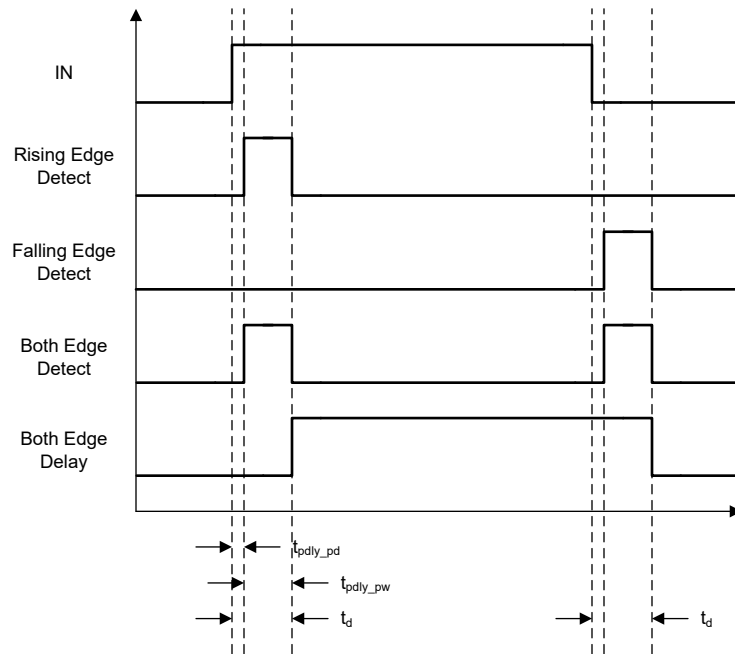 IN
Rising Edge
Detect
Falling Edge
Detect
Both Edge
Detect
Both Edge
Delay
tpdly_pd
tpdly_pw
td
td